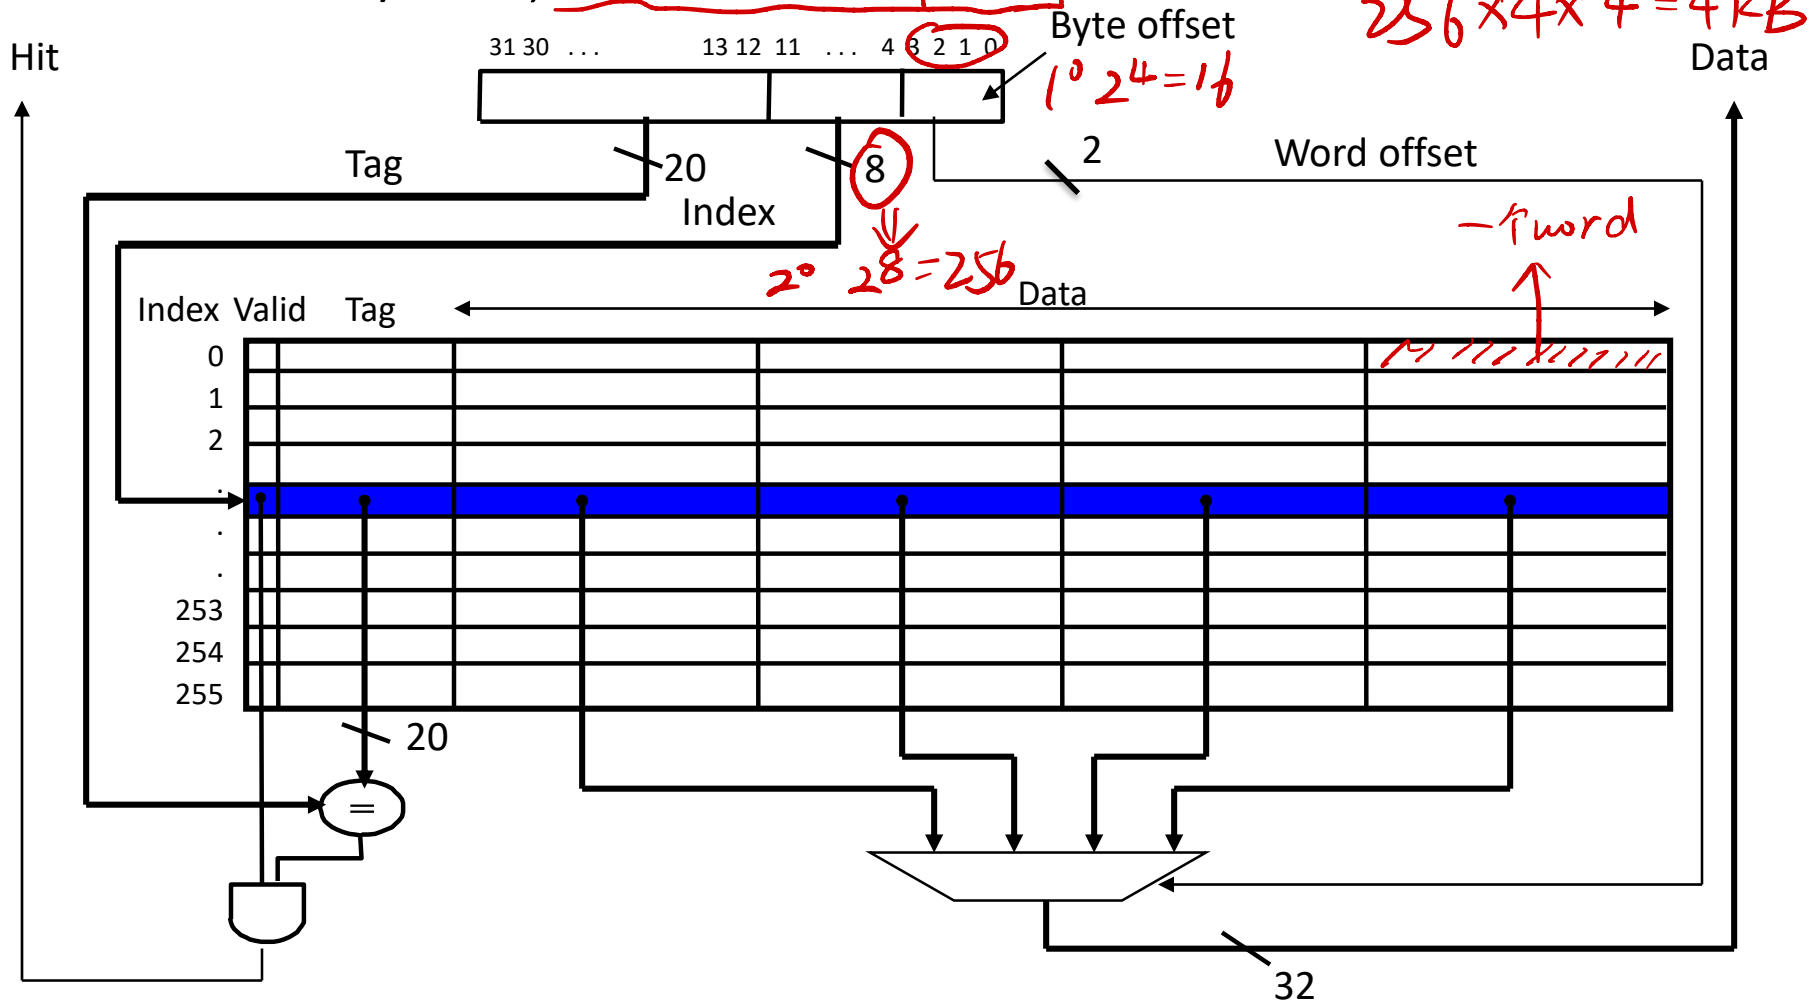 256×4×4=4KB
Byte offset
Hit
31 30 ... 13 12 11 ... 4 3 2 1 0
Data
1° 2⁴=16
Tag
20
8
2
Word offset
Index
一个word
2° 2⁸=256
Index Valid Tag
Data
0
1
2
.
.
.
253
254
255
20
=
32